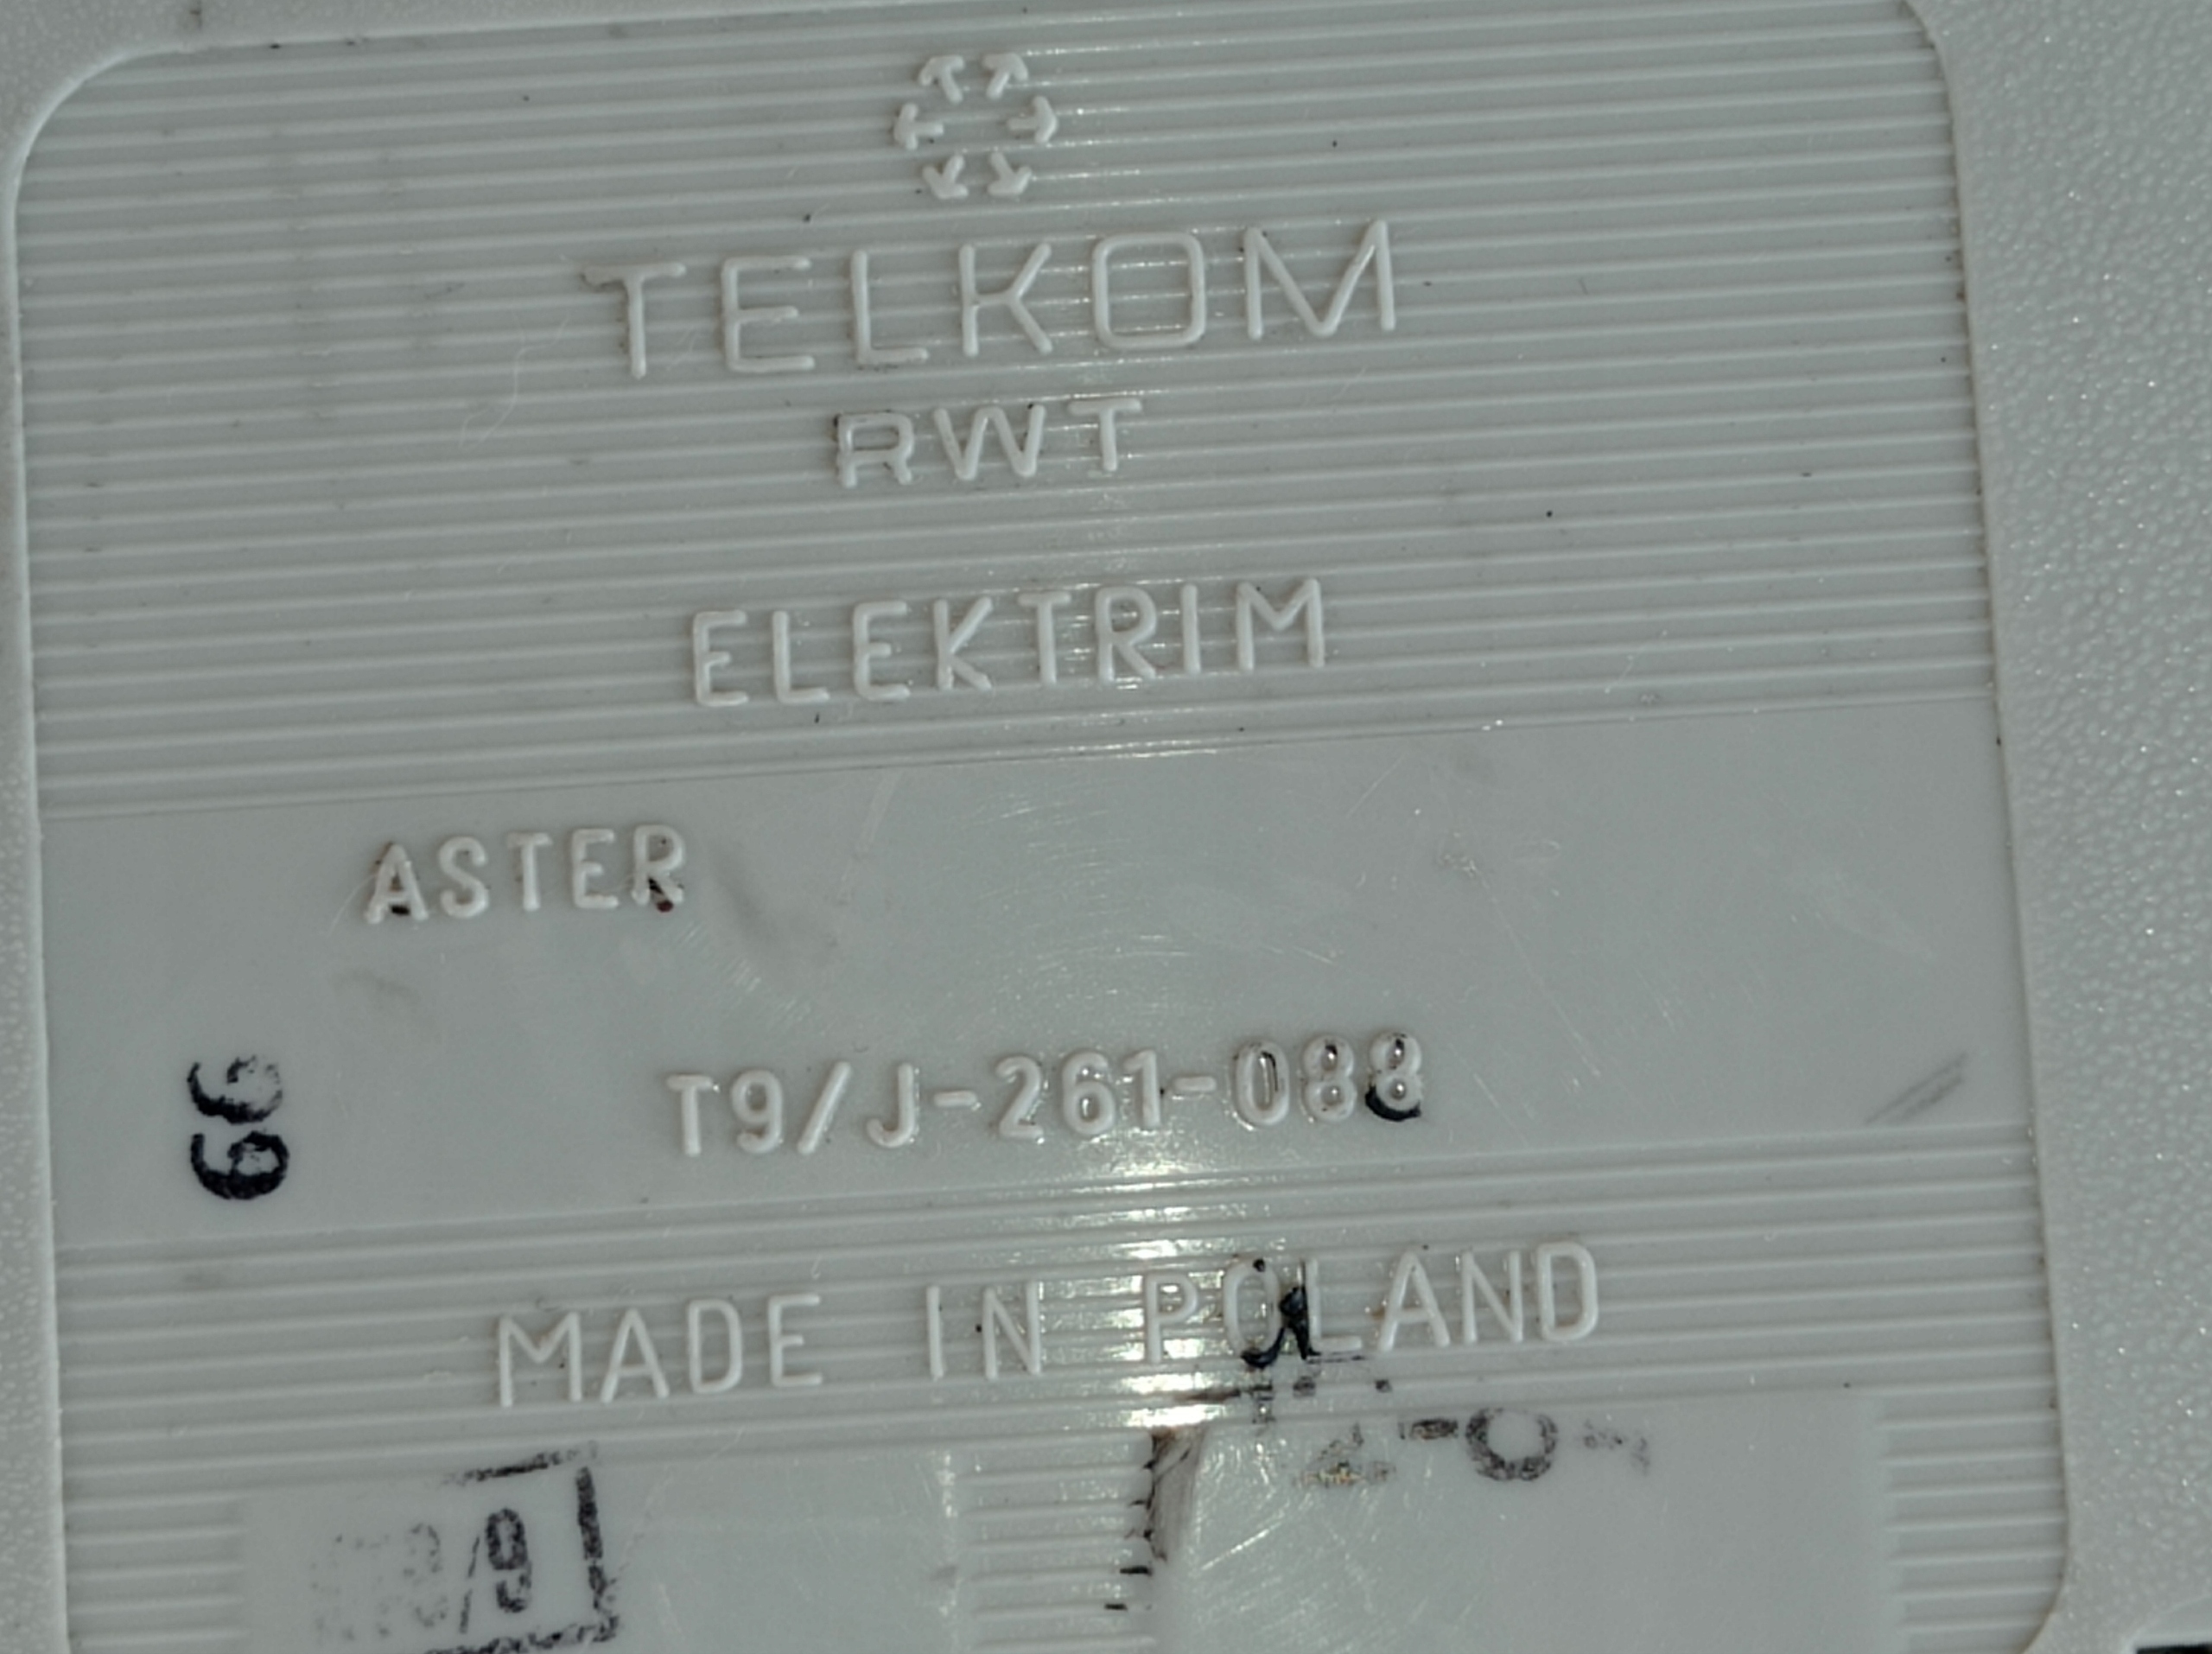 TELKOM
RWT
ELEKTRIM
ASTER
66
T9/J-261-088
MADE IN POLAND